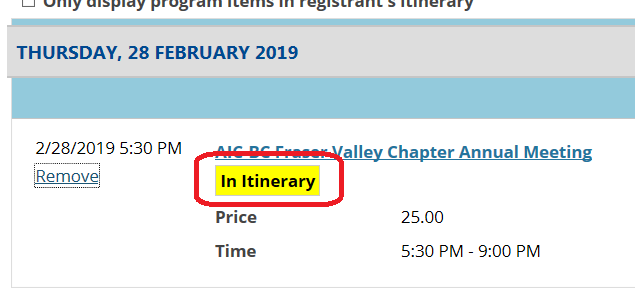 Only display program items in registrant's itinerary
THURSDAY, 28 FEBRUARY 2019
2/28/2019 5:30 PM
AIC-BC Fraser Valley Chapter Annual Meeting
Remove
In Itinerary
Price 25.00
Time 5:30 PM - 9:00 PM